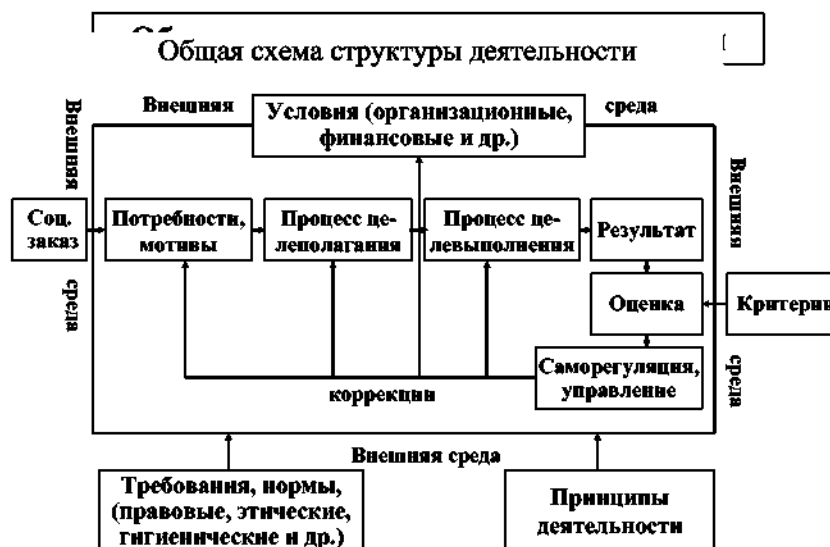 Общая схема структуры деятельности
Внешняя
среда
Условия (организационные,
финансовые и др.)
Внешняя
среда
Внешняя
среда
Соц.
заказ
Потребности,
мотивы
Процесс це-
леполагания
Процесс це-
левыполнения
Результат
Оценка
Критерии
Саморегуляция,
управление
коррекции
Внешняя среда
Требования, нормы,
(правовые, этические,
гигиенические и др.)
Принципы
деятельности